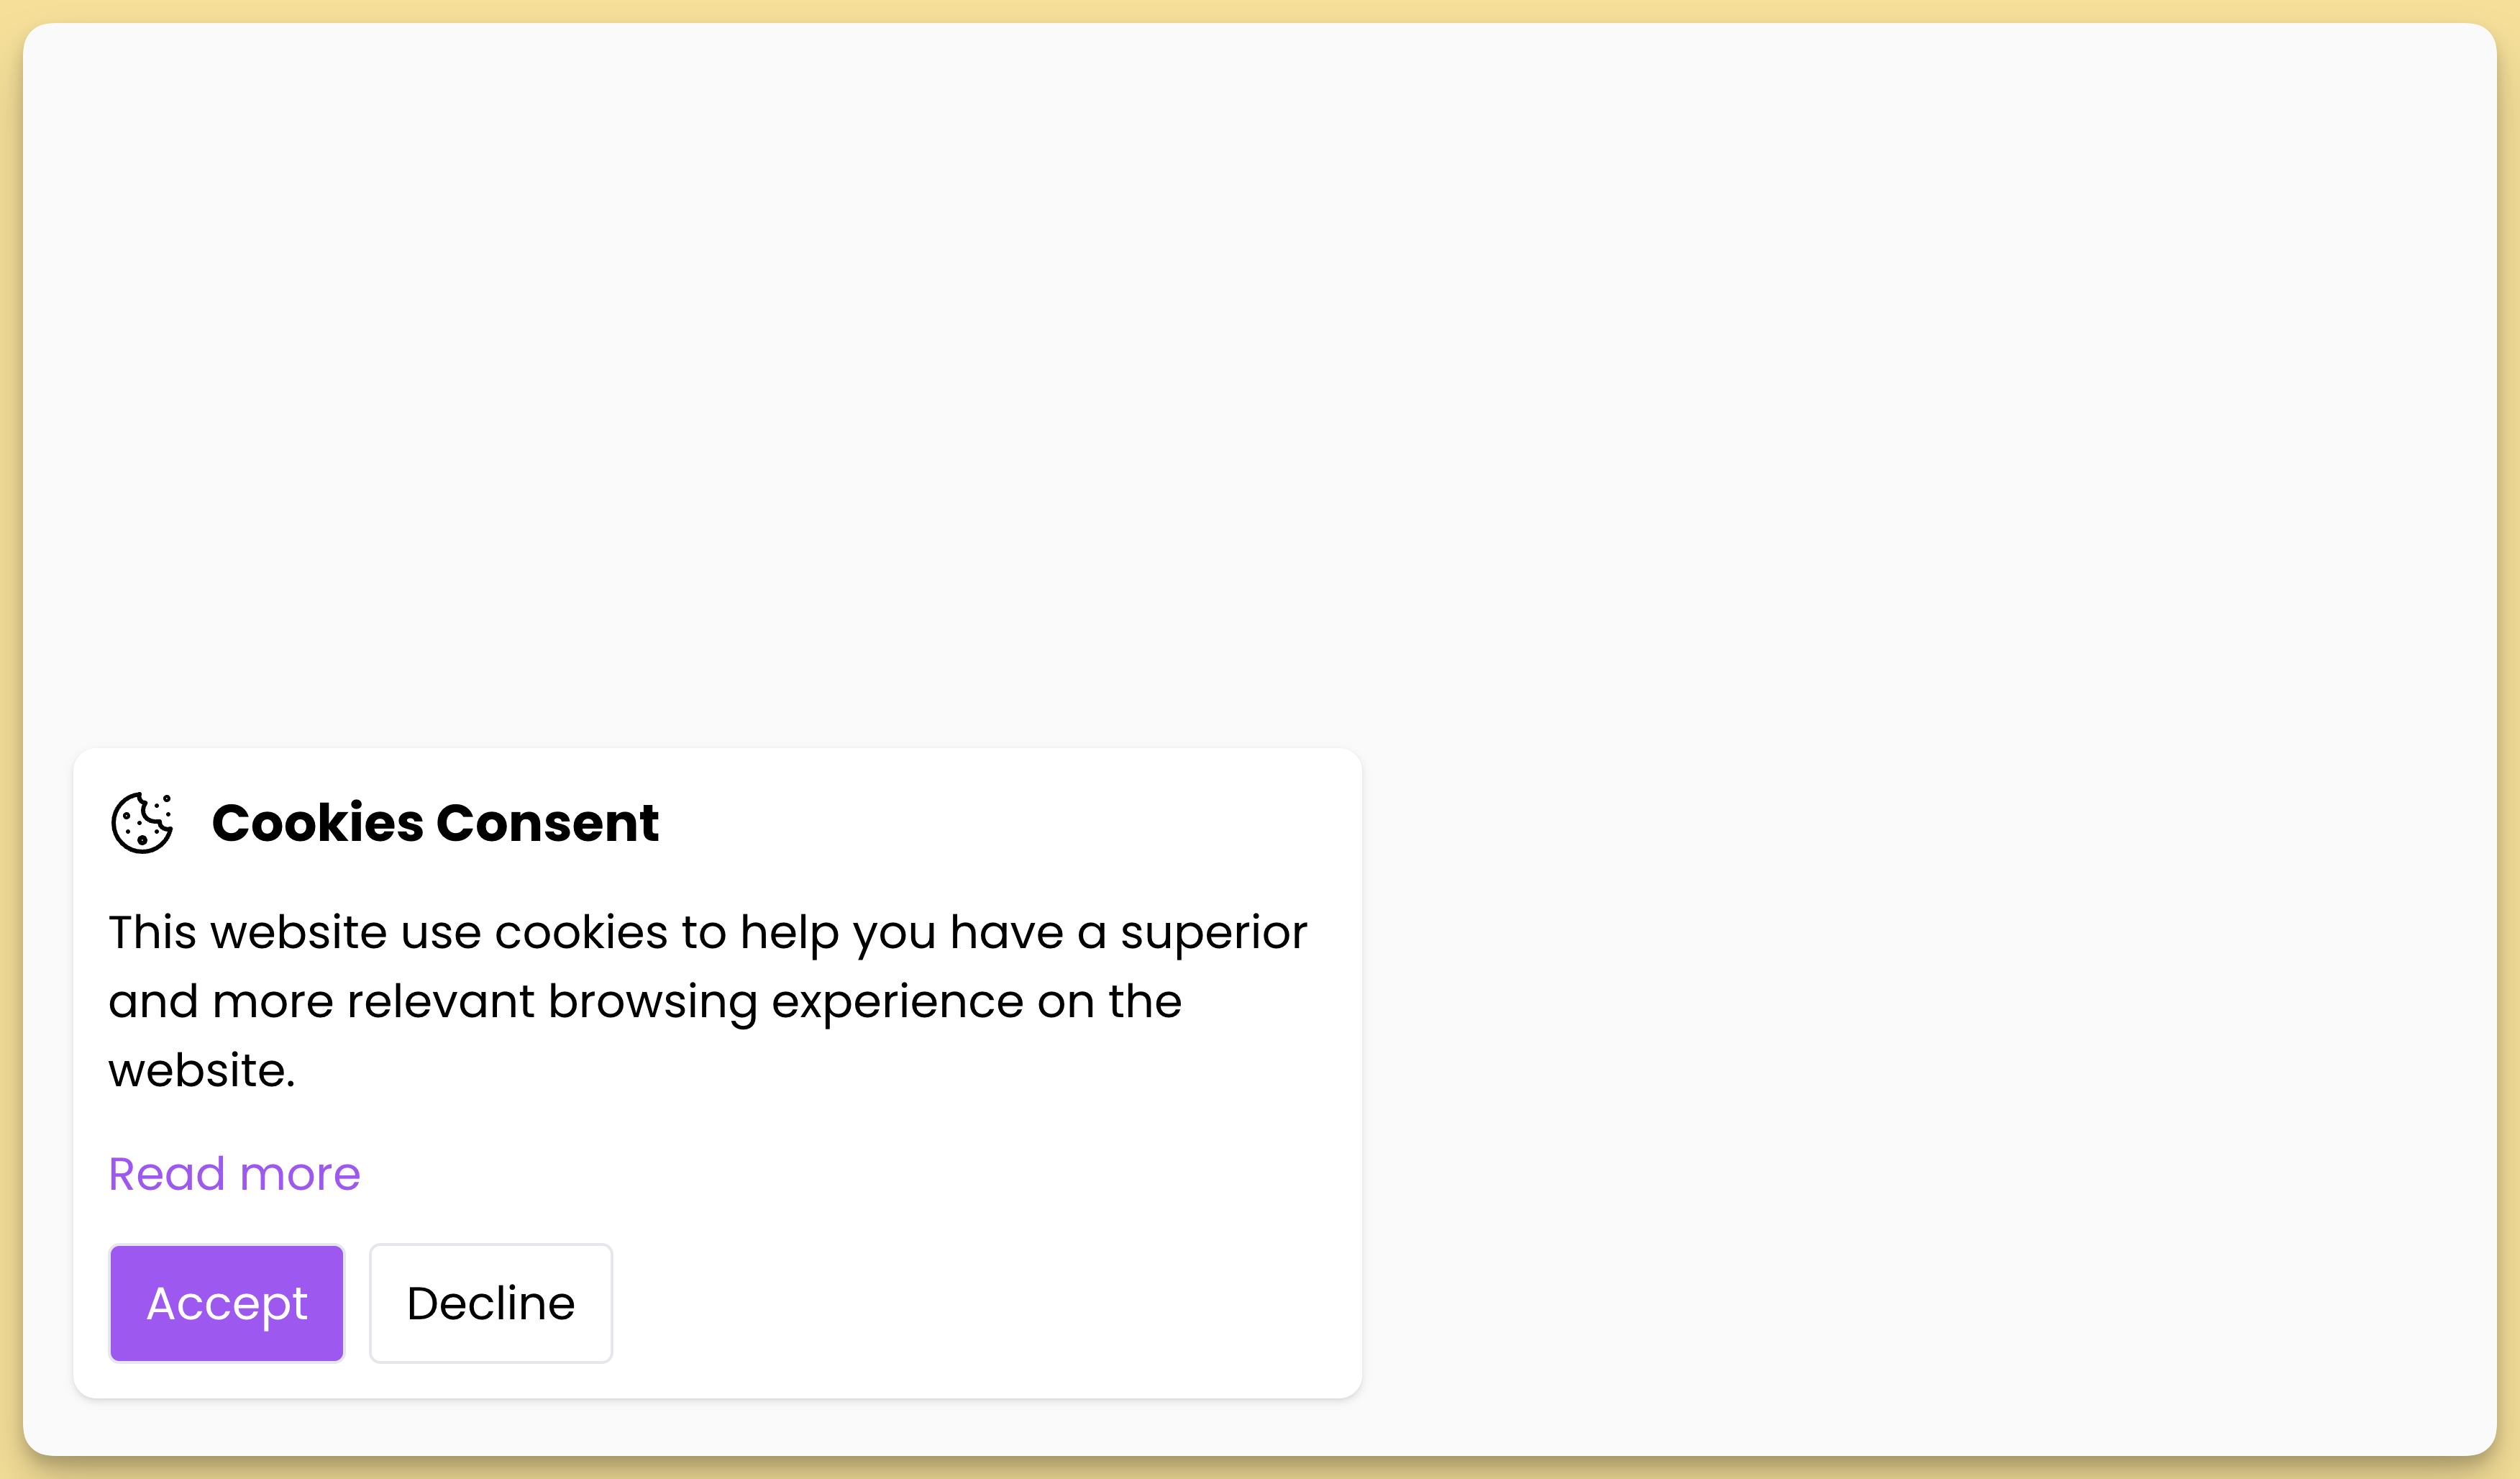 Cookies Consent
This website use cookies to help you have a superior
and more relevant browsing experience on the
website.
Read more
Accept
Decline